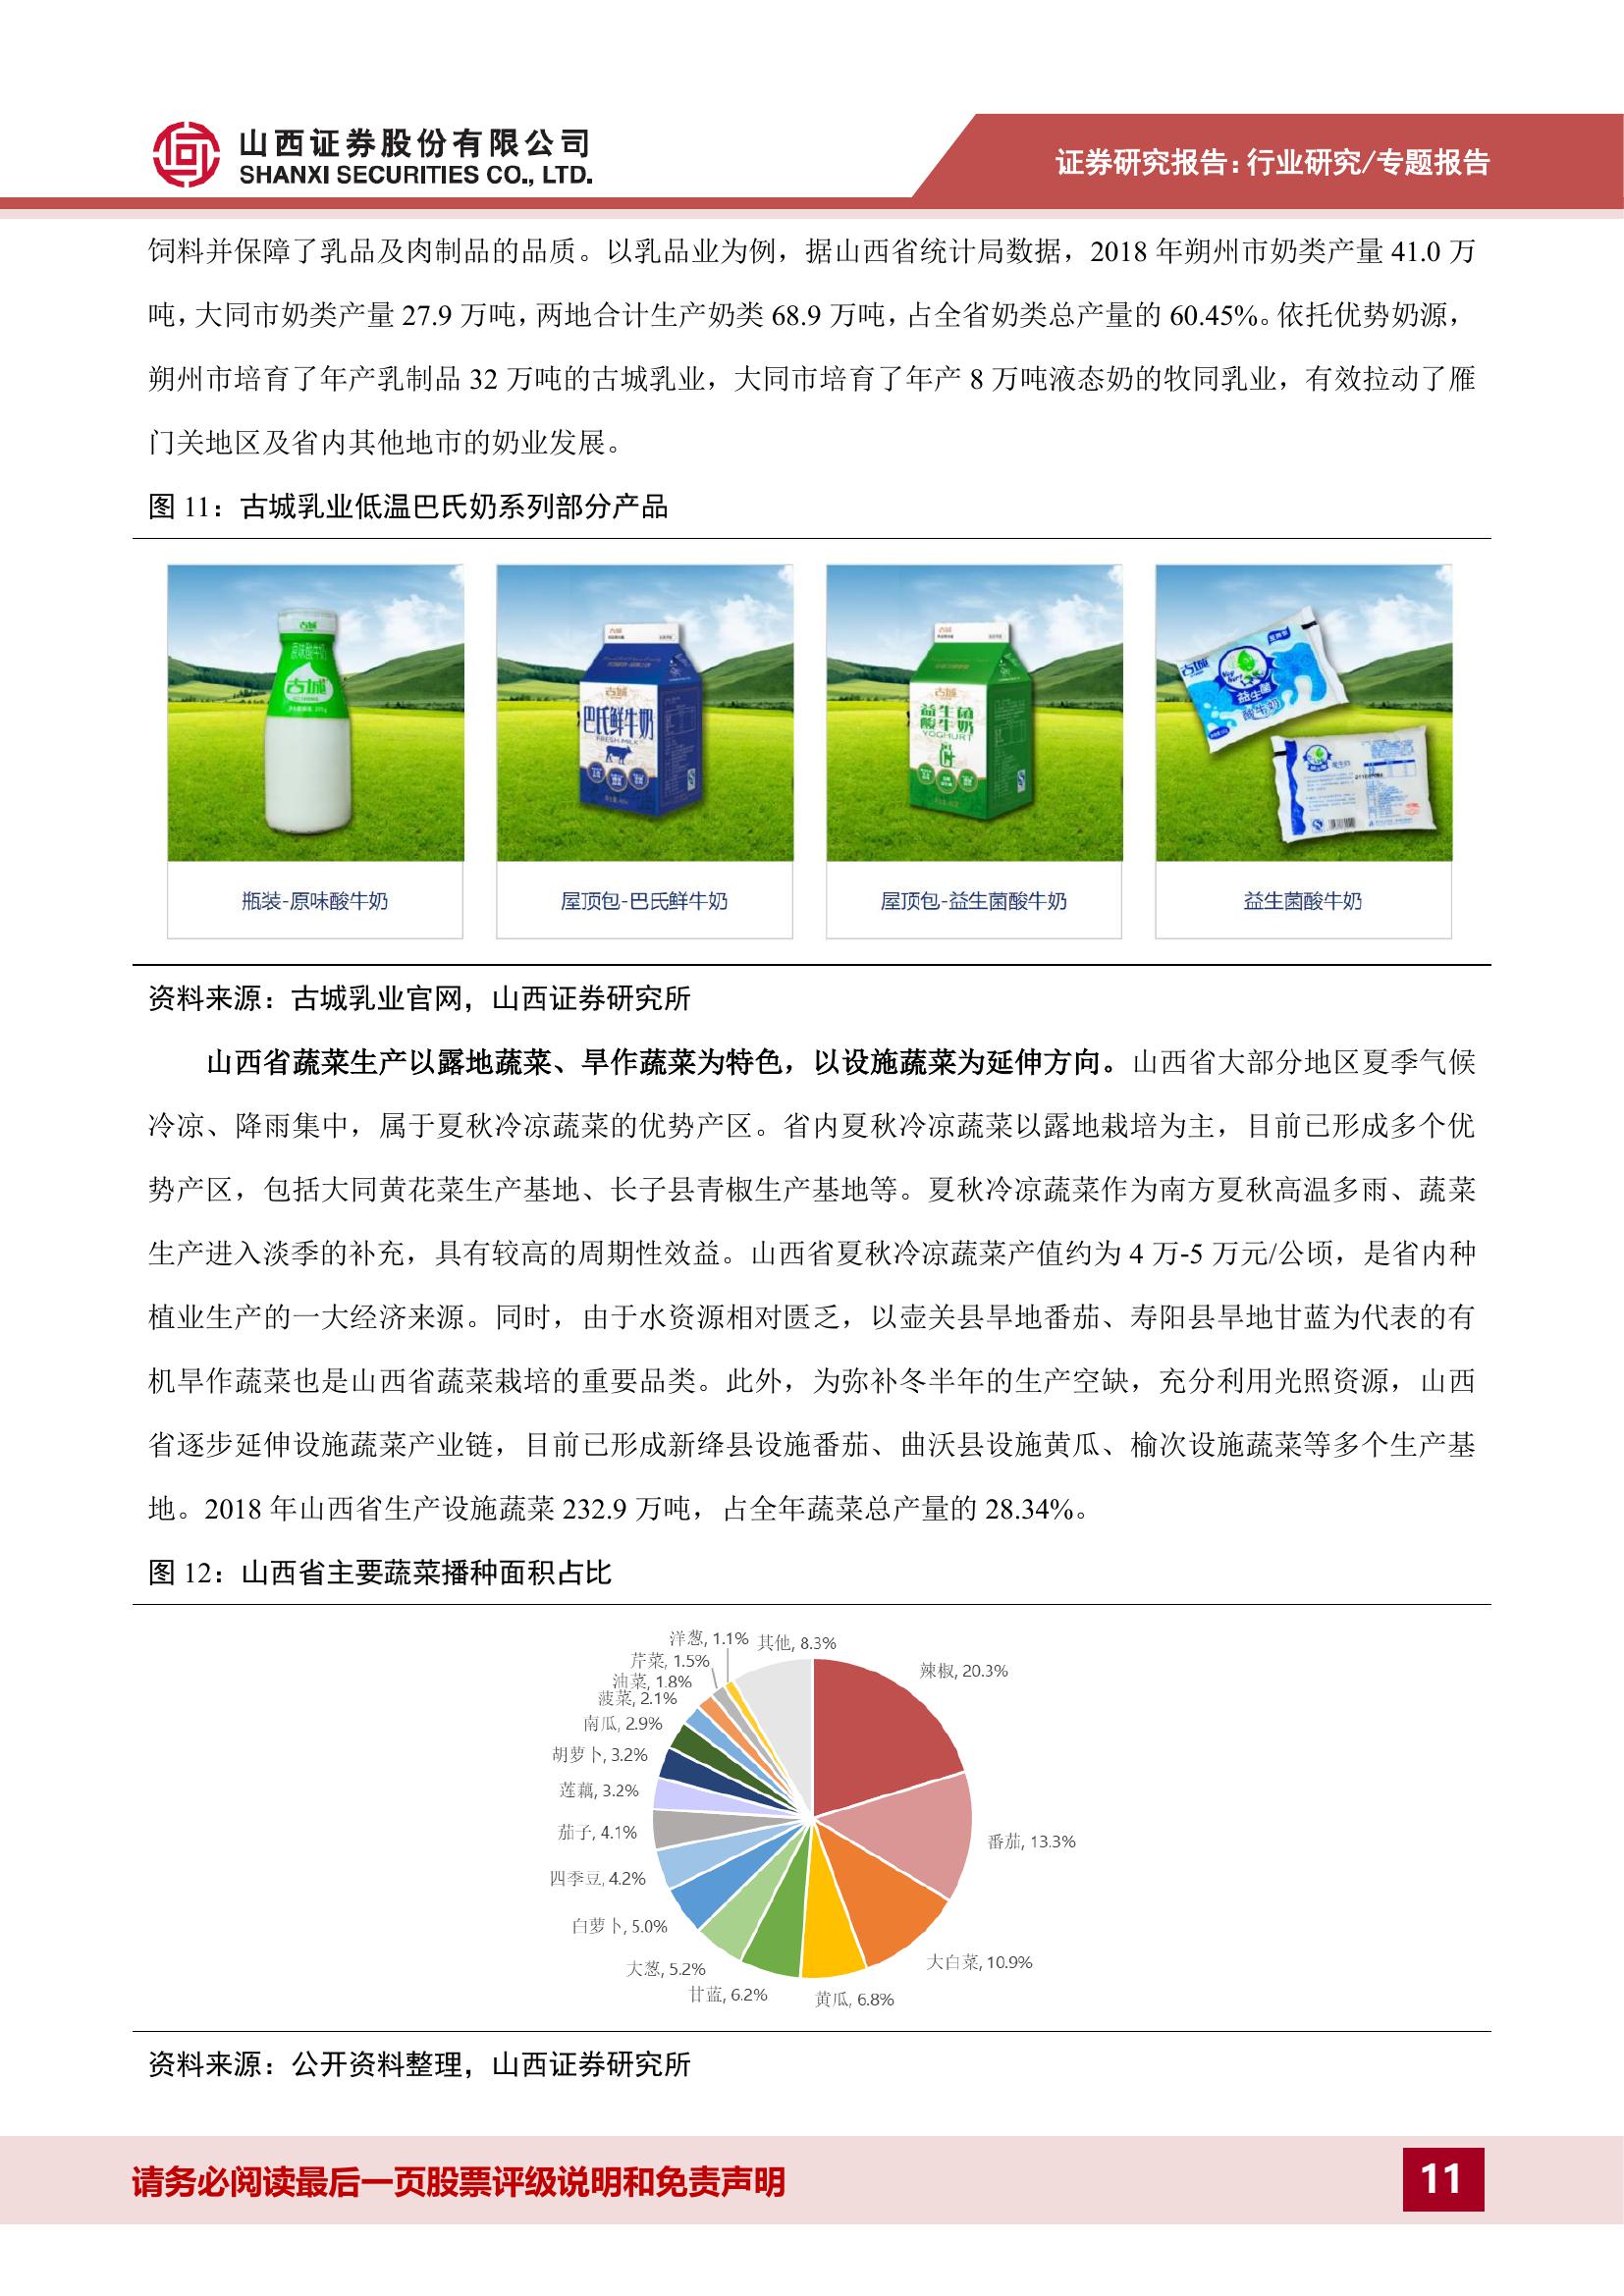 山西证券股份有限公司
SHANXI SECURITIES CO., LTD.
证券研究报告：行业研究/专题报告
饲料并保障了乳品及肉制品的品质。以乳品业为例，据山西省统计局数据，2018 年朔州市奶类产量 41.0 万
吨，大同市奶类产量 27.9 万吨，两地合计生产奶类 68.9 万吨，占全省奶类总产量的 60.45%。依托优势奶源，
朔州市培育了年产乳制品 32 万吨的古城乳业，大同市培育了年产 8 万吨液态奶的牧同乳业，有效拉动了雁
门关地区及省内其他地市的奶业发展。
图 11：古城乳业低温巴氏奶系列部分产品
古城
原味酸牛奶
古城
古城
巴氏鲜牛奶
FRESH MILK
古城
益生菌
酸牛奶
YOGHURT
古城
益生菌
酸牛奶
瓶装-原味酸牛奶
屋顶包-巴氏鲜牛奶
屋顶包-益生菌酸牛奶
益生菌酸牛奶
资料来源：古城乳业官网，山西证券研究所
山西省蔬菜生产以露地蔬菜、旱作蔬菜为特色，以设施蔬菜为延伸方向。山西省大部分地区夏季气候
冷凉、降雨集中，属于夏秋冷凉蔬菜的优势产区。省内夏秋冷凉蔬菜以露地栽培为主，目前已形成多个优
势产区，包括大同黄花菜生产基地、长子县青椒生产基地等。夏秋冷凉蔬菜作为南方夏秋高温多雨、蔬菜
生产进入淡季的补充，具有较高的周期性效益。山西省夏秋冷凉蔬菜产值约为 4 万-5 万元/公顷，是省内种
植业生产的一大经济来源。同时，由于水资源相对匮乏，以壶关县旱地番茄、寿阳县旱地甘蓝为代表的有
机旱作蔬菜也是山西省蔬菜栽培的重要品类。此外，为弥补冬半年的生产空缺，充分利用光照资源，山西
省逐步延伸设施蔬菜产业链，目前已形成新绛县设施番茄、曲沃县设施黄瓜、榆次设施蔬菜等多个生产基
地。2018 年山西省生产设施蔬菜 232.9 万吨，占全年蔬菜总产量的 28.34%。
图 12：山西省主要蔬菜播种面积占比
洋葱, 1.1%
其他, 8.3%
芹菜, 1.5%
辣椒, 20.3%
油菜, 1.8%
菠菜, 2.1%
南瓜, 2.9%
胡萝卜, 3.2%
莲藕, 3.2%
茄子, 4.1%
番茄, 13.3%
四季豆, 4.2%
白萝卜, 5.0%
大白菜, 10.9%
大葱, 5.2%
甘蓝, 6.2%
黄瓜, 6.8%
资料来源：公开资料整理，山西证券研究所
请务必阅读最后一页股票评级说明和免责声明
11